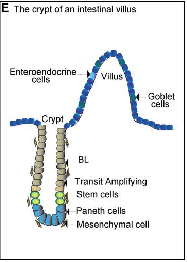 E The crypt of an intestinal villus
Enteroendocrine
cells
Villus
Goblet
cells
Crypt
BL
Transit Amplifying
Stem cells
Paneth cells
Mesenchymal cell